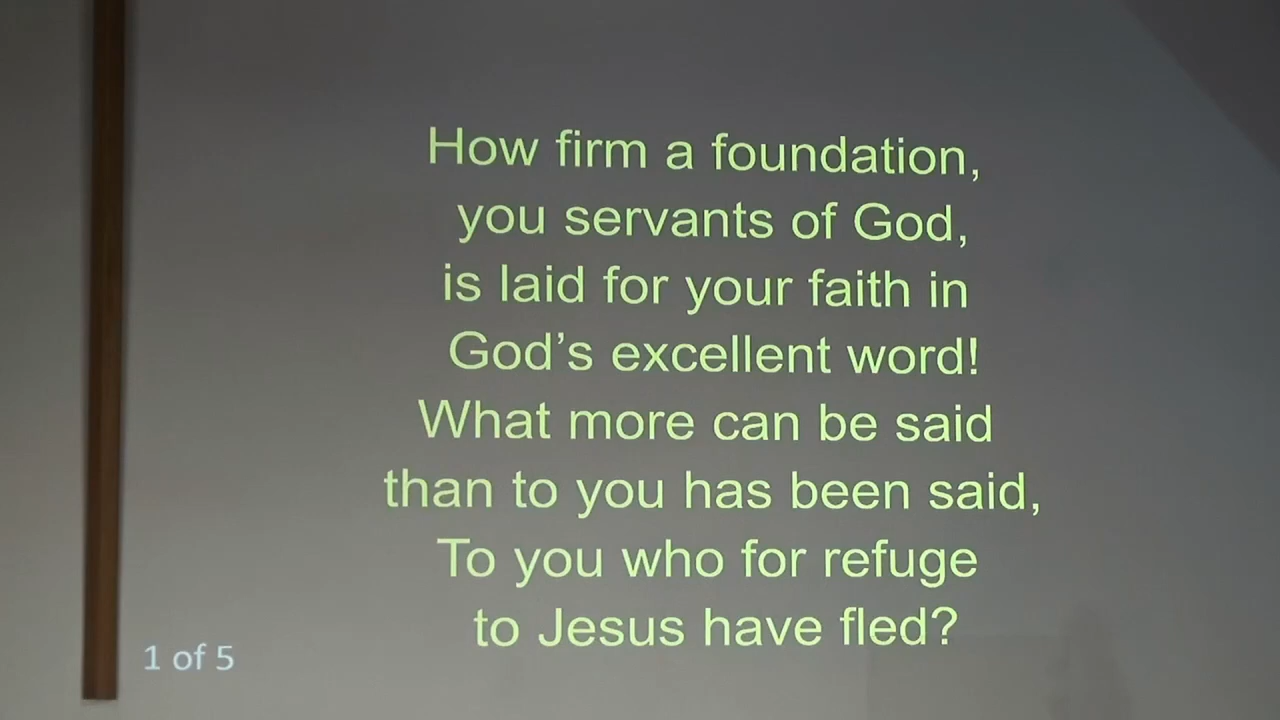 How firm a foundation,
you servants of God,
is laid for your faith in
God’s excellent word!
What more can be said
than to you has been said,
To you who for refuge
to Jesus have fled?
1 of 5